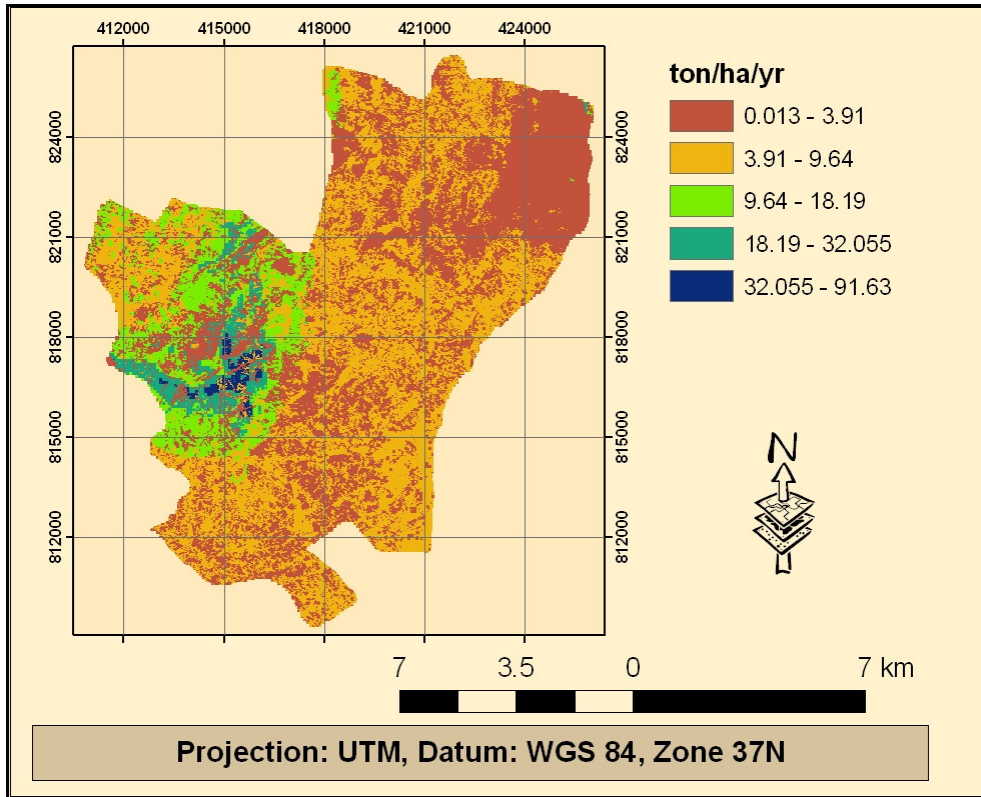 412000 415000 418000 421000 424000
ton/ha/yr
0.013 - 3.91
3.91 - 9.64
9.64 - 18.19
18.19 - 32.055
32.055 - 91.63
824000 824000
821000 821000
818000 818000
815000 815000
812000 812000
N
7 3.5 0 7 km
Projection: UTM, Datum: WGS 84, Zone 37N